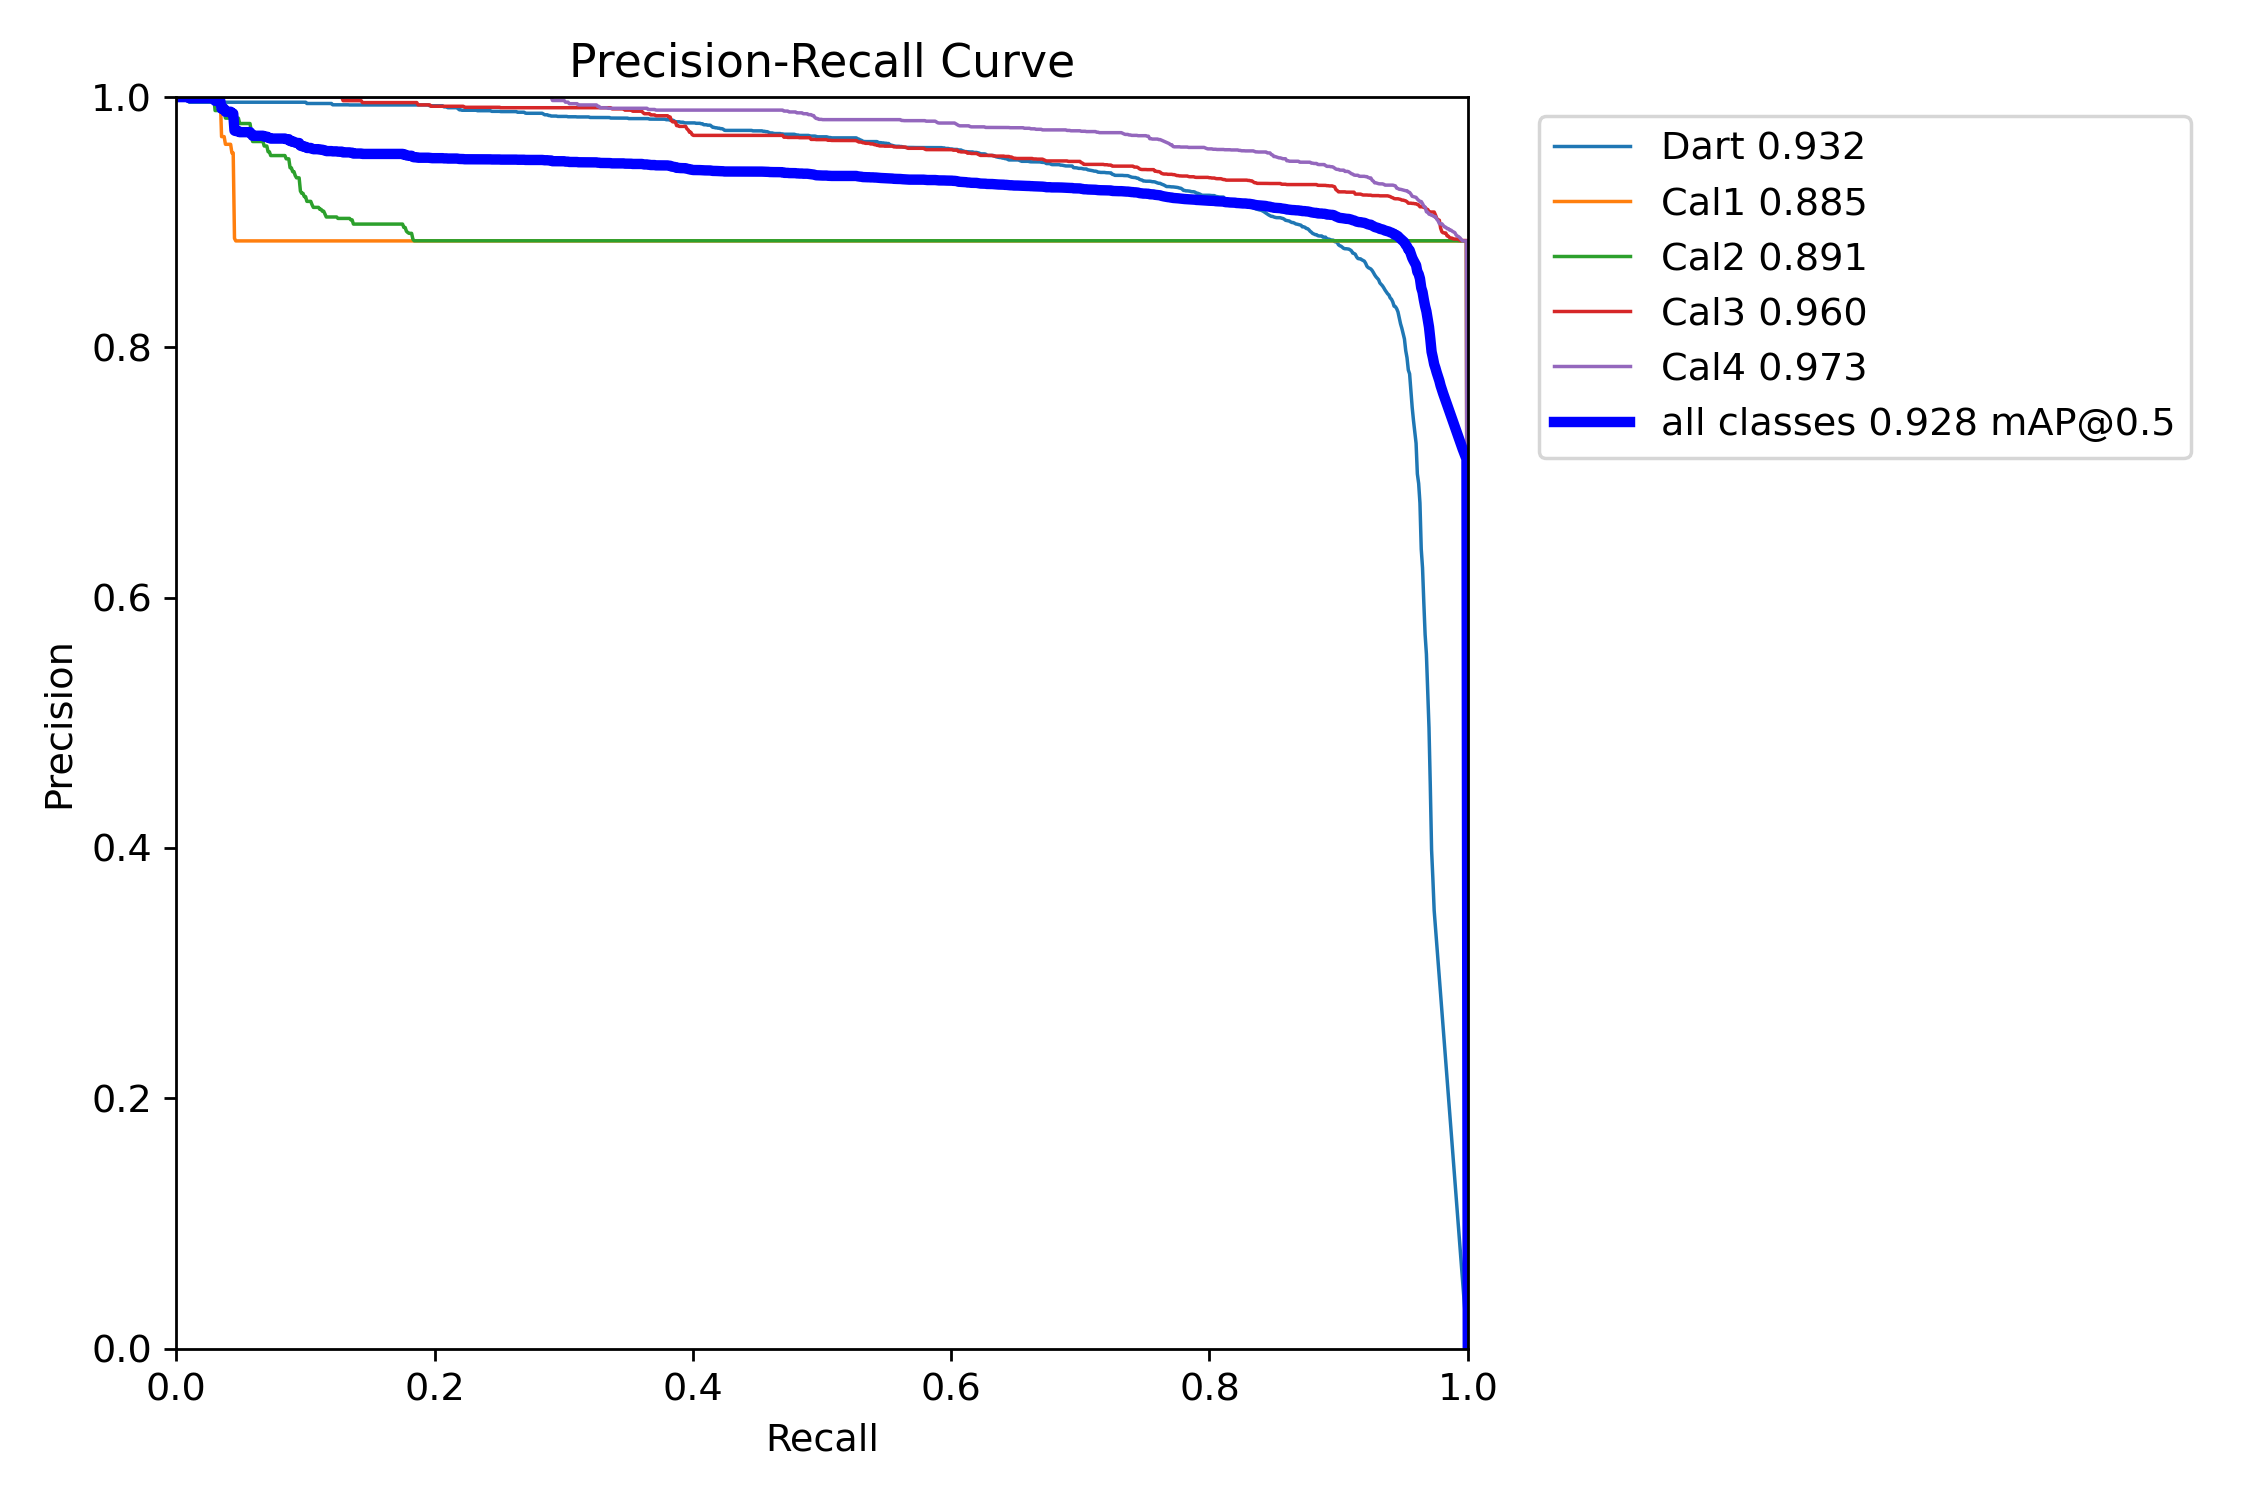 Precision-Recall Curve
1.0
0.8
0.6
0.4
0.2
0.0
Precision
0.0 0.2 0.4 0.6 0.8 1.0
Recall
Dart 0.932
Cal1 0.885
Cal2 0.891
Cal3 0.960
Cal4 0.973
all classes 0.928 mAP@0.5